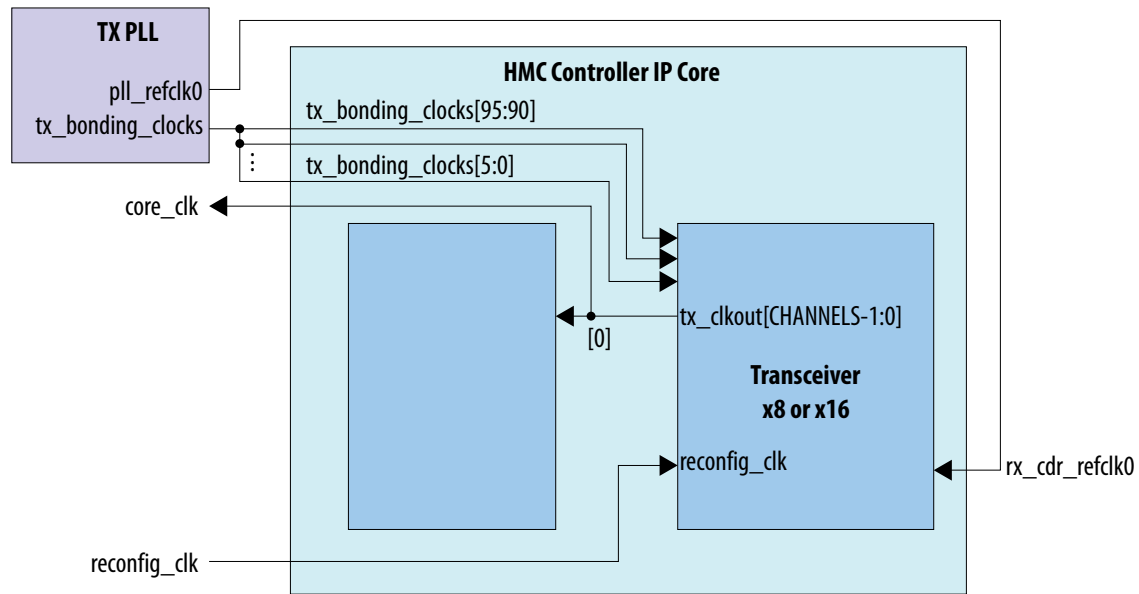 TX PLL
pll_refclk0
tx_bonding_clocks
HMC Controller IP Core
tx_bonding_clocks[95:90]
⋮
tx_bonding_clocks[5:0]
core_clk
tx_clkout[CHANNELS-1:0]
[0]
Transceiver
x8 or x16
reconfig_clk
rx_cdr_refclk0
reconfig_clk